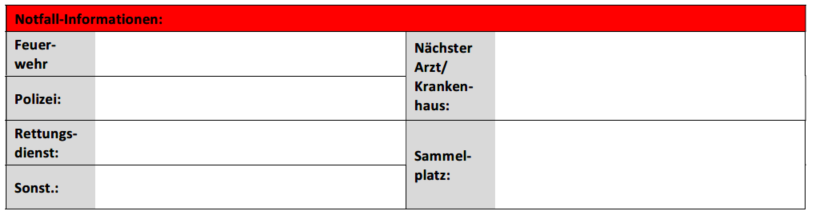 Notfall-Informationen:
Feuer-
wehr
Polizei:
Rettungs-
dienst:
Sonst.:
Nächster
Arzt/
Kranken-
haus:
Sammel-
platz: